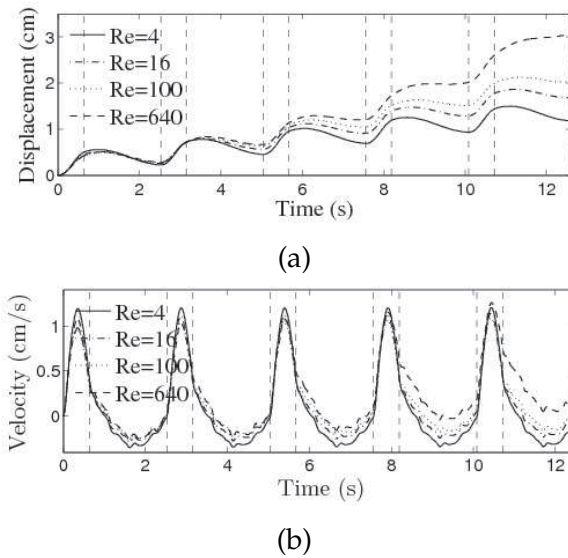 Displacement (cm)
3
2
1
0
Re=4
Re=16
Re=100
Re=640
0 2 4 6 8 10 12
Time (s)
(a)
Velocity (cm/s)
1
0.5
0
Re=4
Re=16
Re=100
Re=640
0 2 4 6 8 10 12
Time (s)
(b)